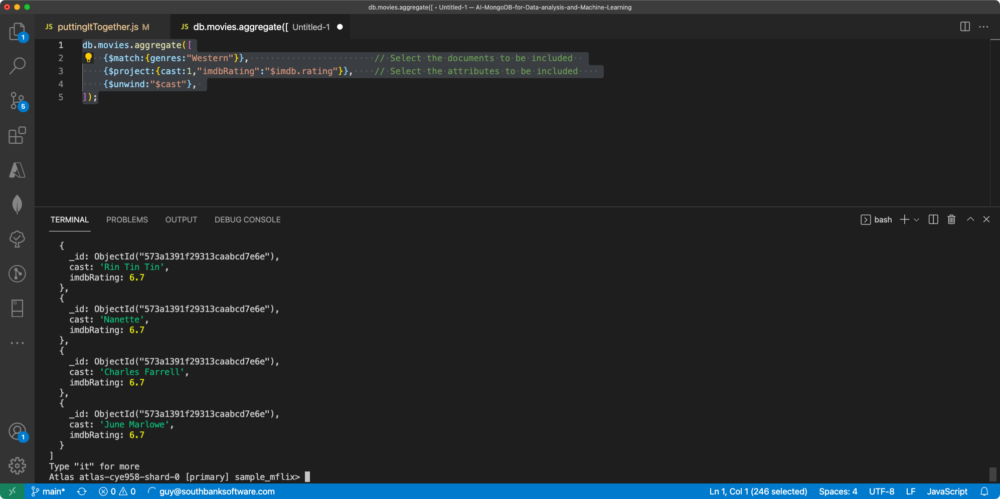 db.movies.aggregate([ • Untitled-1 — AI-MongoDB-for-Data-analysis-and-Machine-Learning
JS puttingItTogether.js M
JS db.movies.aggregate([ Untitled-1
1 db.movies.aggregate([
2 {$match:{genres:"Western"}}, // Select the documents to be included
3 {$project:{cast:1,"imdbRating":"$imdb.rating"}}, // Select the attributes to be included
4 {$unwind:"$cast"},
5 ]);
1
5
TERMINAL PROBLEMS OUTPUT DEBUG CONSOLE
bash
{
_id: ObjectId("573a1391f29313caabcd7e6e"),
cast: 'Rin Tin Tin',
imdbRating: 6.7
},
{
_id: ObjectId("573a1391f29313caabcd7e6e"),
cast: 'Nanette',
imdbRating: 6.7
},
{
_id: ObjectId("573a1391f29313caabcd7e6e"),
cast: 'Charles Farrell',
imdbRating: 6.7
},
{
_id: ObjectId("573a1391f29313caabcd7e6e"),
cast: 'June Marlowe',
imdbRating: 6.7
}
]
Type "it" for more
Atlas atlas-cye958-shard-0 [primary] sample_mflix>
1
main* 0 0 guy@southbanksoftware.com
Ln 1, Col 1 (246 selected) Spaces: 4 UTF-8 LF JavaScript